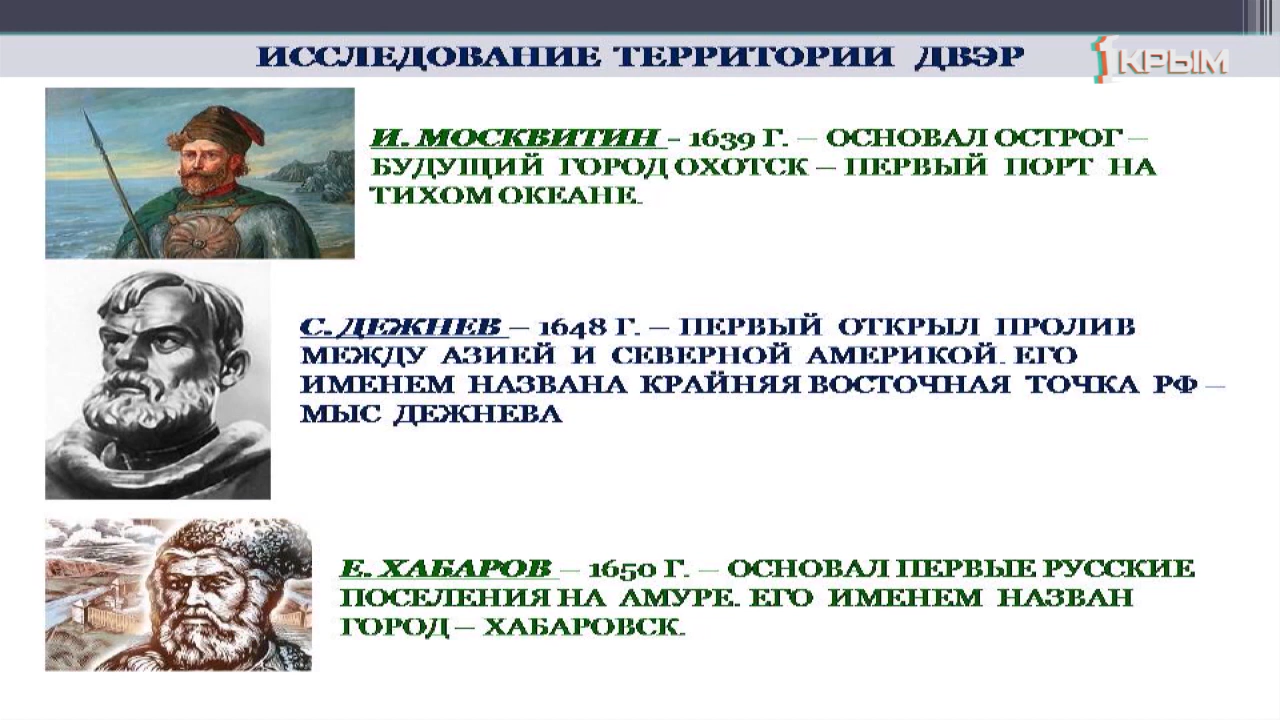 ИССЛЕДОВАНИЕ ТЕРРИТОРИИ ДВЭР
1КРЫМ
И. МОСКВИТИН – 1639 Г. – ОСНОВАЛ ОСТРОГ –
БУДУЩИЙ ГОРОД ОХОТСК – ПЕРВЫЙ ПОРТ НА
ТИХОМ ОКЕАНЕ.
С. ДЕЖНЕВ – 1648 Г. – ПЕРВЫЙ ОТКРЫЛ ПРОЛИВ
МЕЖДУ АЗИЕЙ И СЕВЕРНОЙ АМЕРИКОЙ. ЕГО
ИМЕНЕМ НАЗВАНА КРАЙНЯЯ ВОСТОЧНАЯ ТОЧКА РФ –
МЫС ДЕЖНЕВА
Е. ХАБАРОВ – 1650 Г. – ОСНОВАЛ ПЕРВЫЕ РУССКИЕ
ПОСЕЛЕНИЯ НА АМУРЕ. ЕГО ИМЕНЕМ НАЗВАН
ГОРОД – ХАБАРОВСК.